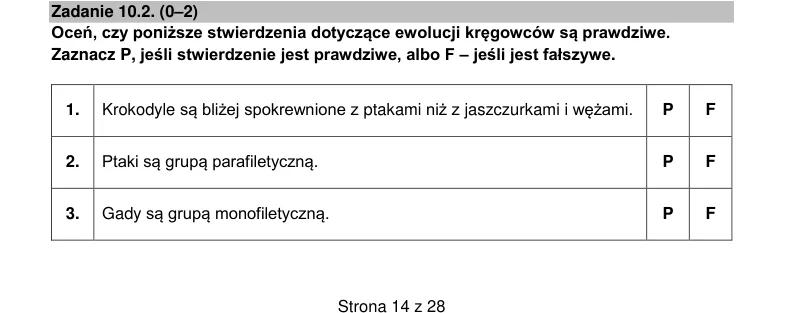 Zadanie 10.2. (0–2)
Oceń, czy poniższe stwierdzenia dotyczące ewolucji kręgowców są prawdziwe.
Zaznacz P, jeśli stwierdzenie jest prawdziwe, albo F – jeśli jest fałszywe.
1. Krokodyle są bliżej spokrewnione z ptakami niż z jaszczurkami i wężami. P F
2. Ptaki są grupą parafiletyczną. P F
3. Gady są grupą monofiletyczną. P F
Strona 14 z 28